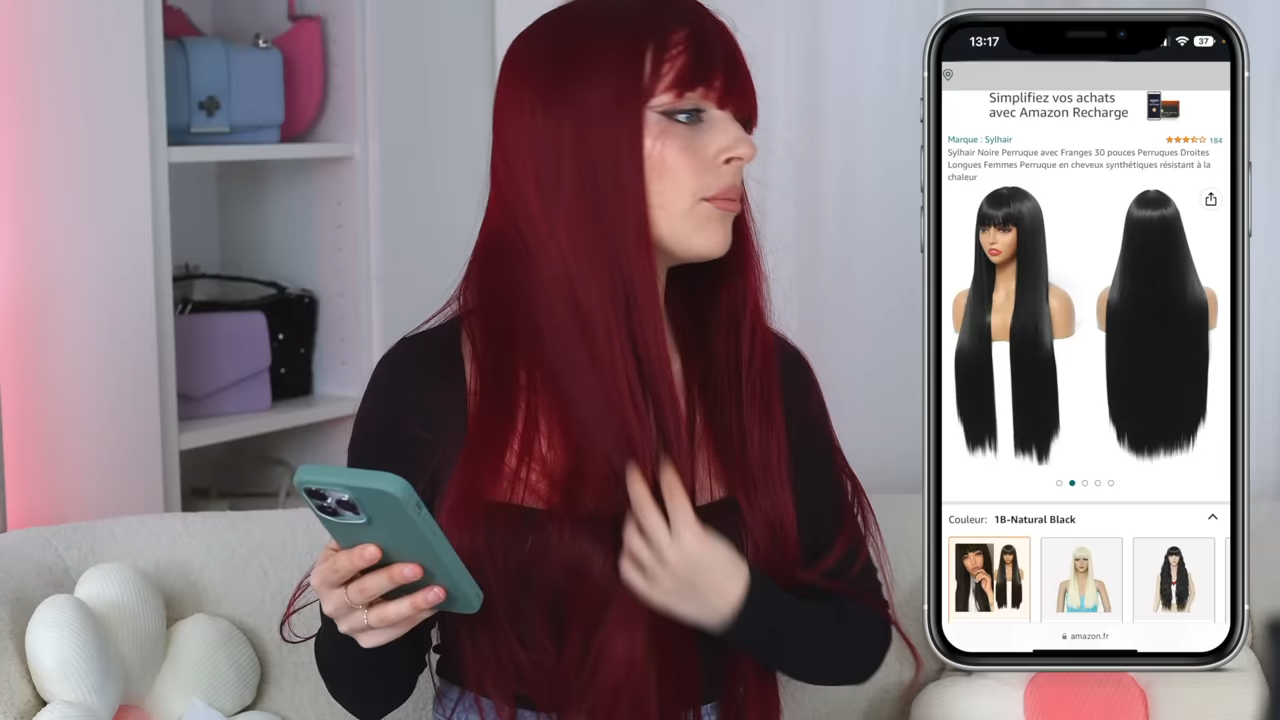 13:17
37
Simplifiez vos achats
avec Amazon Recharge
Marque : Sylhair
184
Sylhair Noire Perruque avec Franges 30 pouces Perruques Droites
Longues Femmes Perruque en cheveux synthétiques résistant à la
chaleur
Couleur: 1B-Natural Black
amazon.fr